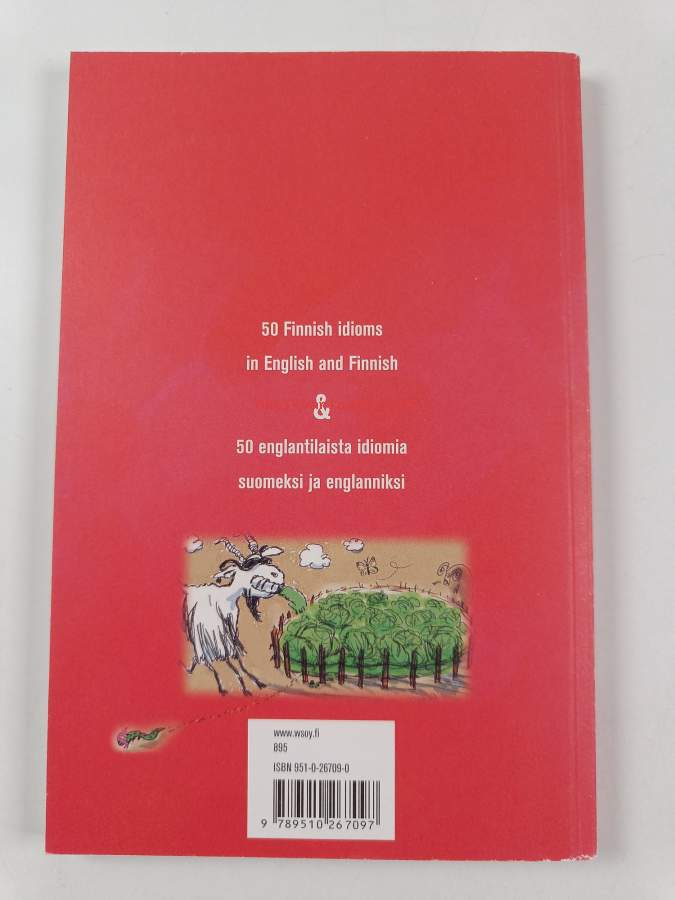 50 Finnish idioms
in English and Finnish
&
50 englantilaista idiomia
suomeksi ja englanniksi
www.wsoy.fi
895
ISBN 951-0-26709-0
9 789510 267097